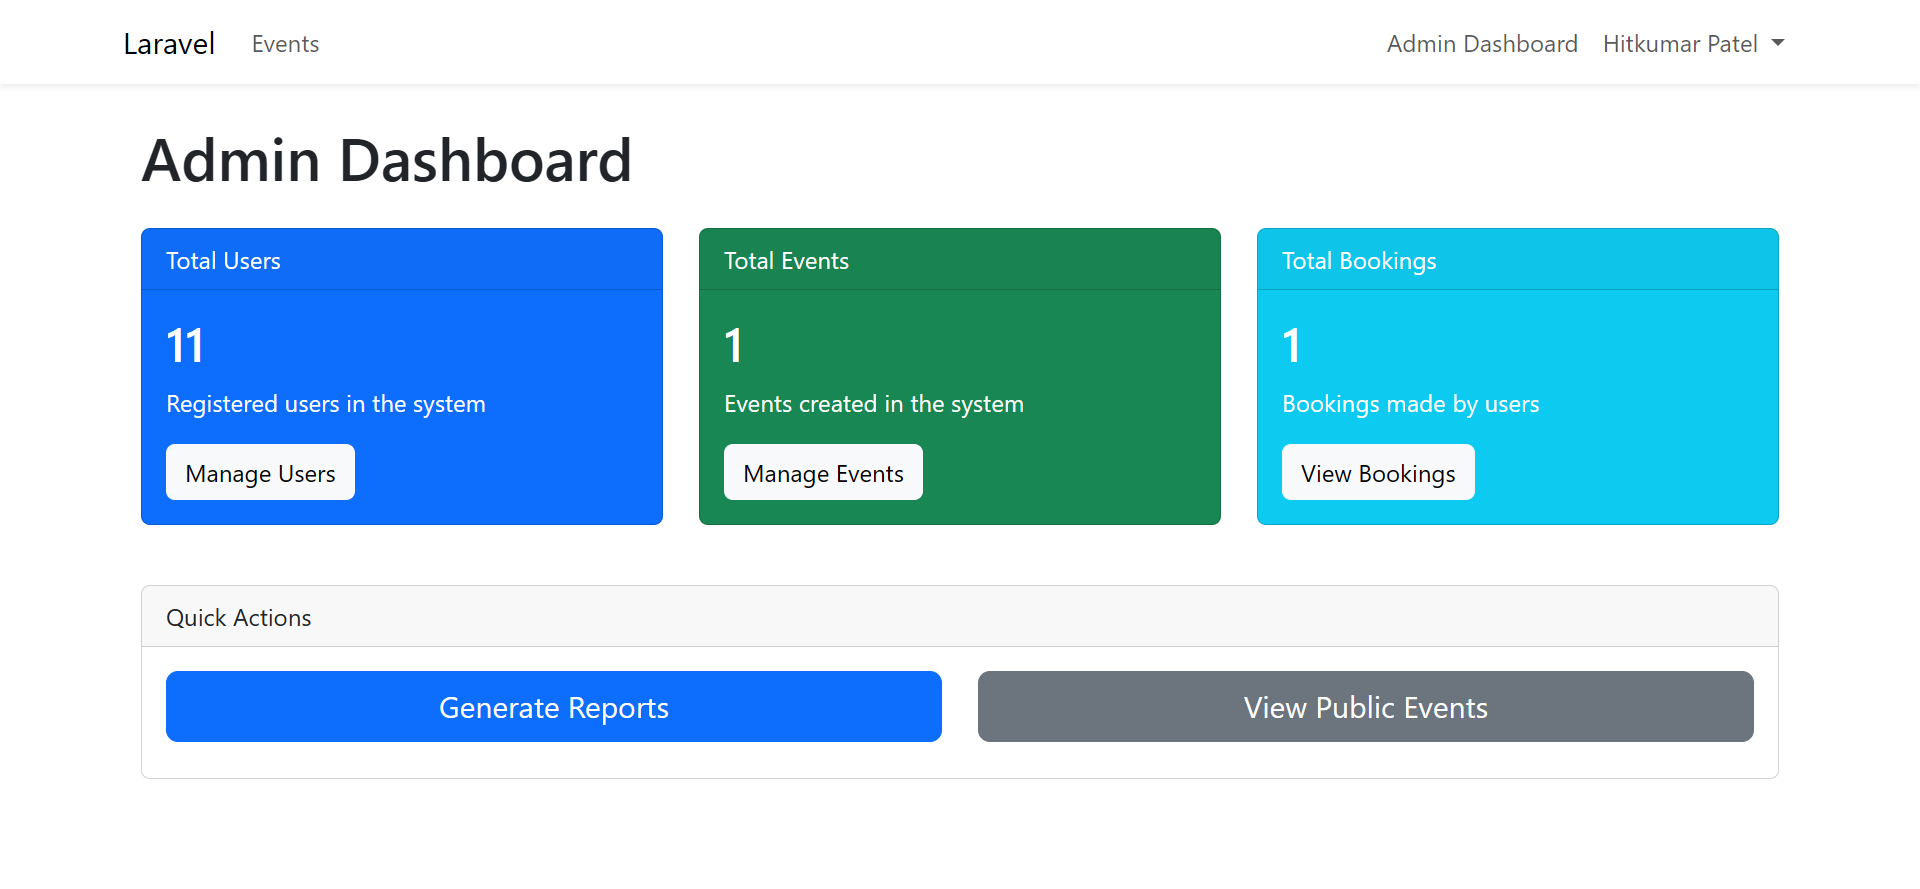 Laravel Events Admin Dashboard Hitkumar Patel
Admin Dashboard
Total Users
11
Registered users in the system
Manage Users
Total Events
1
Events created in the system
Manage Events
Total Bookings
1
Bookings made by users
View Bookings
Quick Actions
Generate Reports
View Public Events